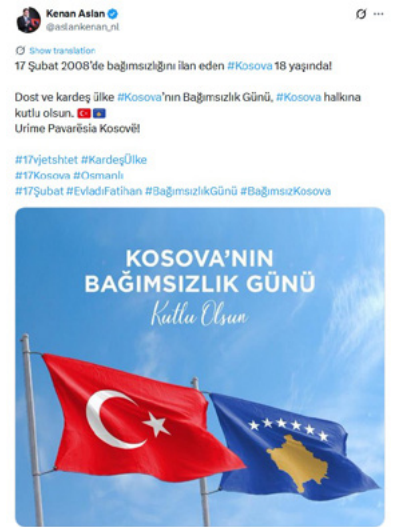 Kenan Aslan
@aslankenan_nl
Show translation
17 Şubat 2008'de bağımsızlığını ilan eden #Kosova 18 yaşında!
Dost ve kardeş ülke #Kosova'nın Bağımsızlık Günü, #Kosova halkına
kutlu olsun.
Urime Pavarësia Kosovë!
#17vjetshtet #KardeşÜlke
#17Kosova #Osmanlı
#17Şubat #EvladıFatihan #BağımsızlıkGünü #BağımsızKosova
KOSOVA'NIN
BAĞIMSIZLIK GÜNÜ
Kutlu Olsun